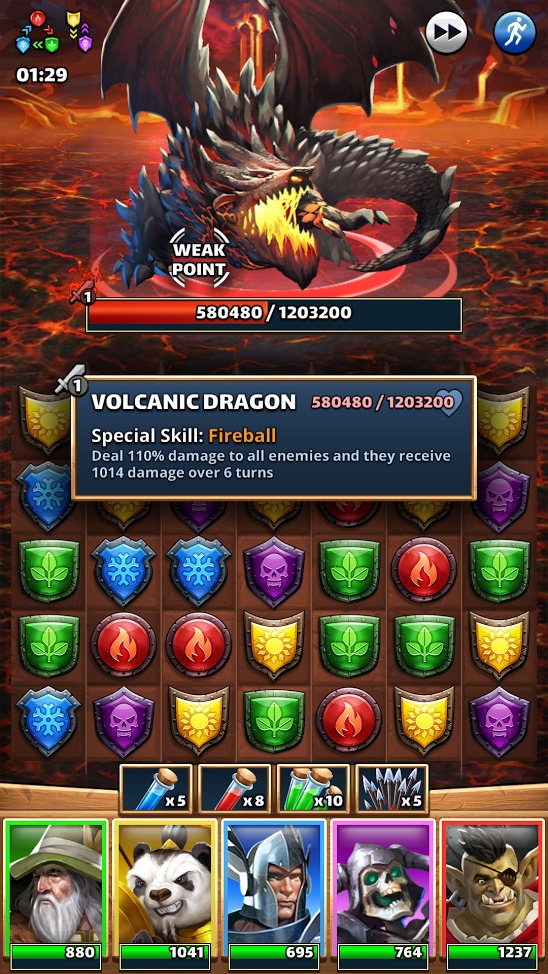 01:29
WEAK
POINT
1
580480 / 1203200
1
VOLCANIC DRAGON 580480 / 1203200
Special Skill: Fireball
Deal 110% damage to all enemies and they receive
1014 damage over 6 turns
x5 x8 x10 x5
880 1041 695 764 1237